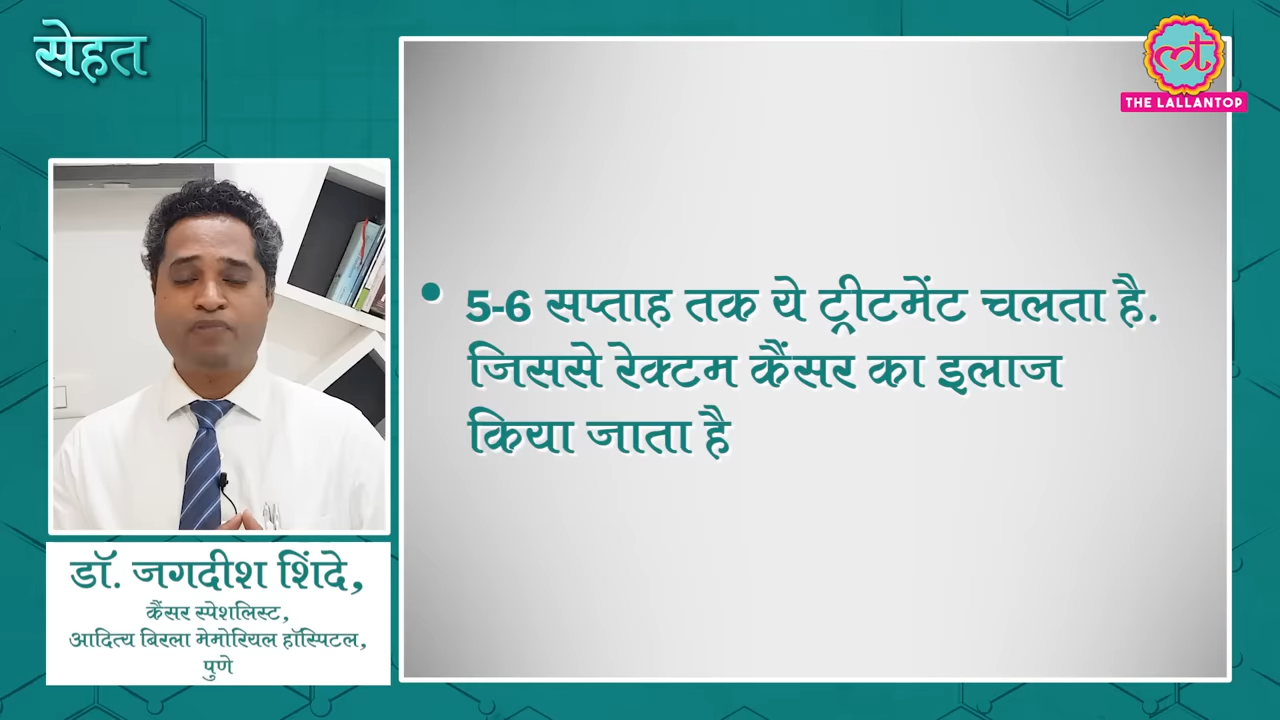 सेहत
THE LALLANTOP
• 5-6 सप्ताह तक ये ट्रीटमेंट चलता है.
जिससे रेक्टम कैंसर का इलाज
किया जाता है
डॉ. जगदीश शिंदे,
कैंसर स्पेशलिस्ट,
आदित्य बिरला मेमोरियल हॉस्पिटल,
पुणे